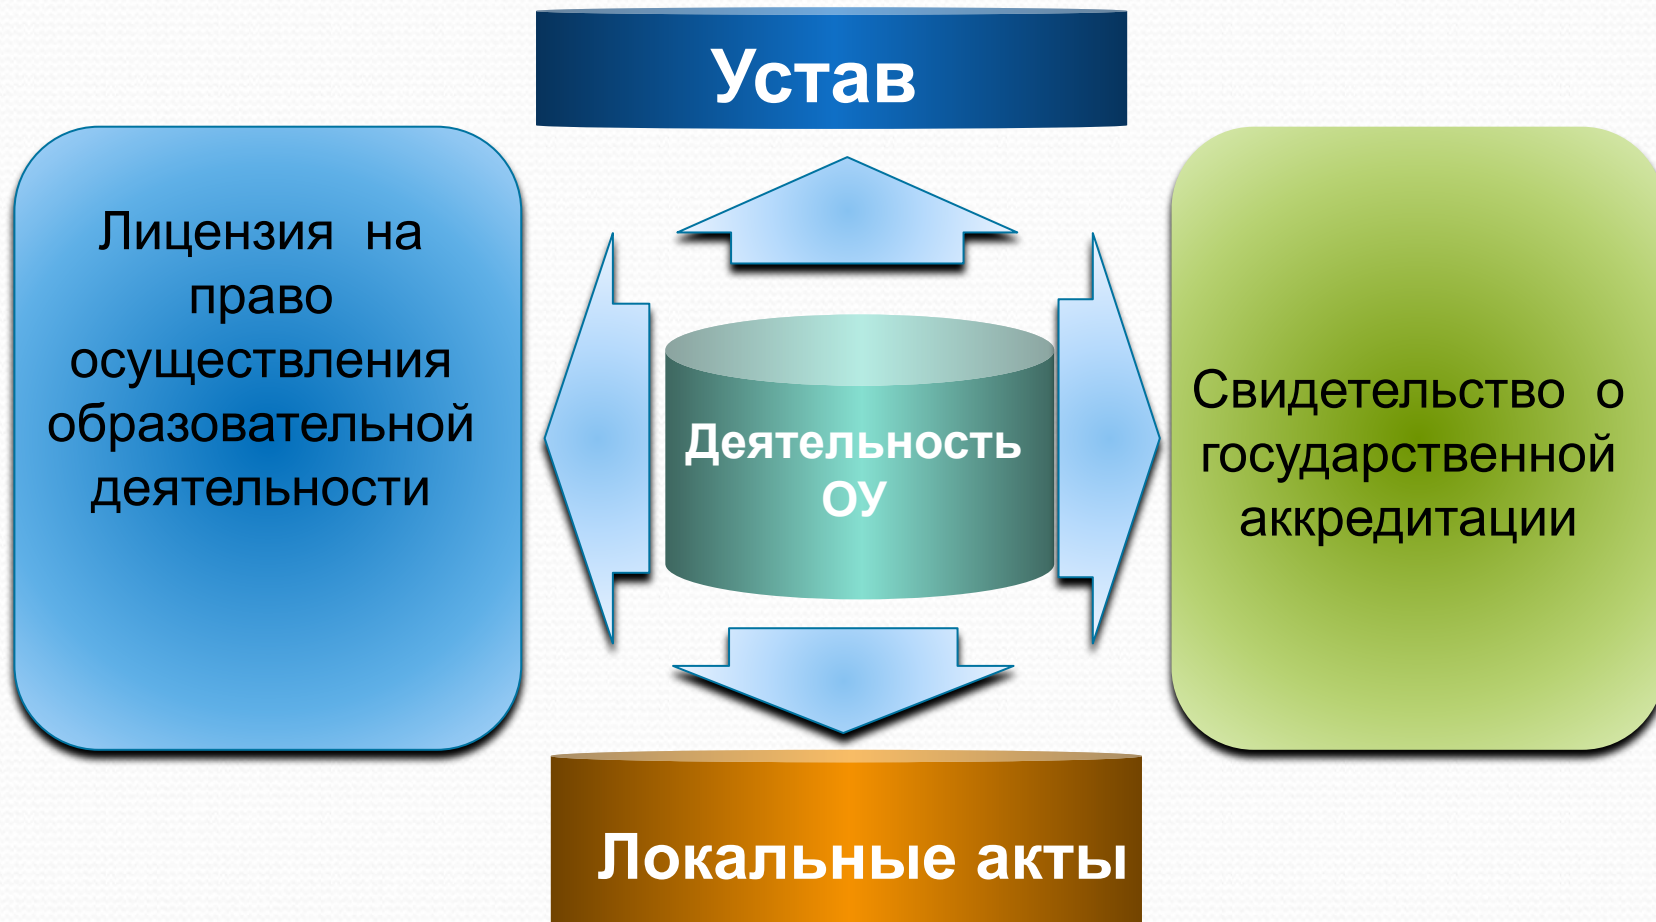 Устав
Лицензия на
право
осуществления
образовательной
деятельности
Деятельность
ОУ
Свидетельство о
государственной
аккредитации
Локальные акты